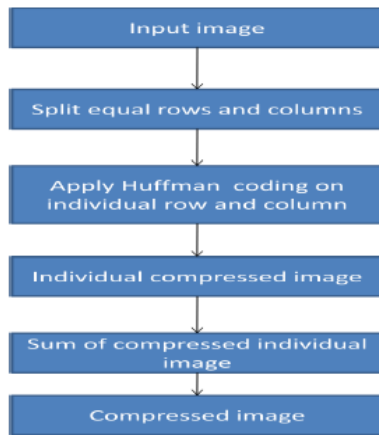 Input image
Split equal rows and columns
Apply Huffman coding on
individual row and column
Individual compressed image
Sum of compressed individual
image
Compressed image